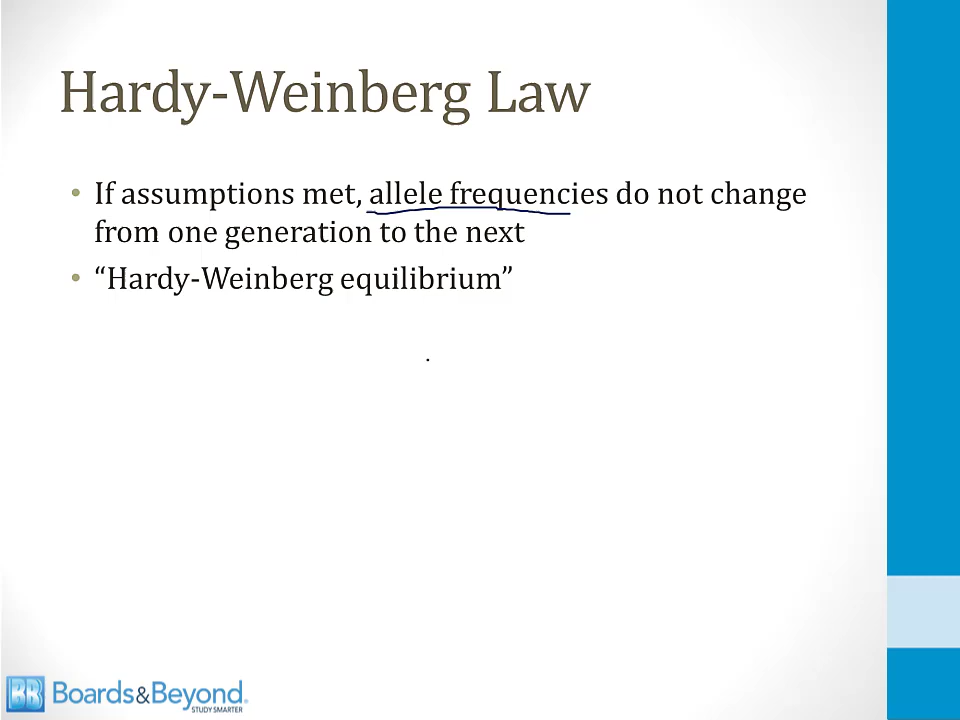 Hardy-Weinberg Law
• If assumptions met, allele frequencies do not change
from one generation to the next
• “Hardy-Weinberg equilibrium”
BB Boards&Beyond.
STUDY SMARTER